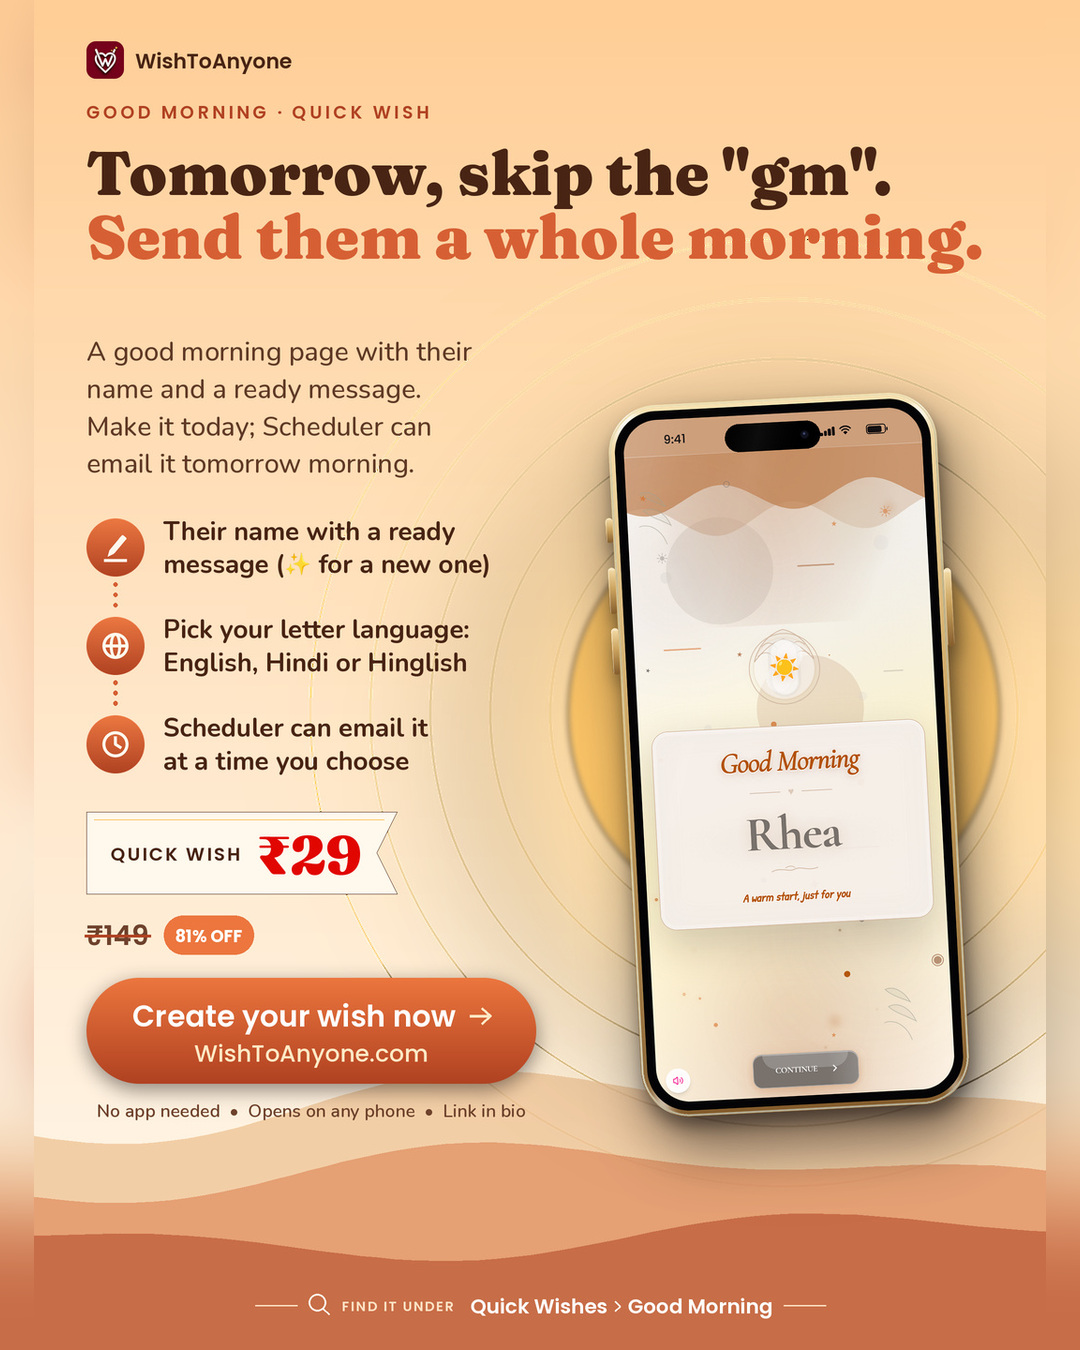 WishToAnyone
GOOD MORNING · QUICK WISH
Tomorrow, skip the "gm".
Send them a whole morning.
A good morning page with their
name and a ready message.
Make it today; Scheduler can
email it tomorrow morning.
Their name with a ready
message (✨ for a new one)
Pick your letter language:
English, Hindi or Hinglish
Scheduler can email it
at a time you choose
QUICK WISH ₹29
₹149 81% OFF
Create your wish now →
WishToAnyone.com
No app needed • Opens on any phone • Link in bio
9:41
Good Morning
Rhea
A warm start, just for you
CONTINUE >
FIND IT UNDER Quick Wishes > Good Morning